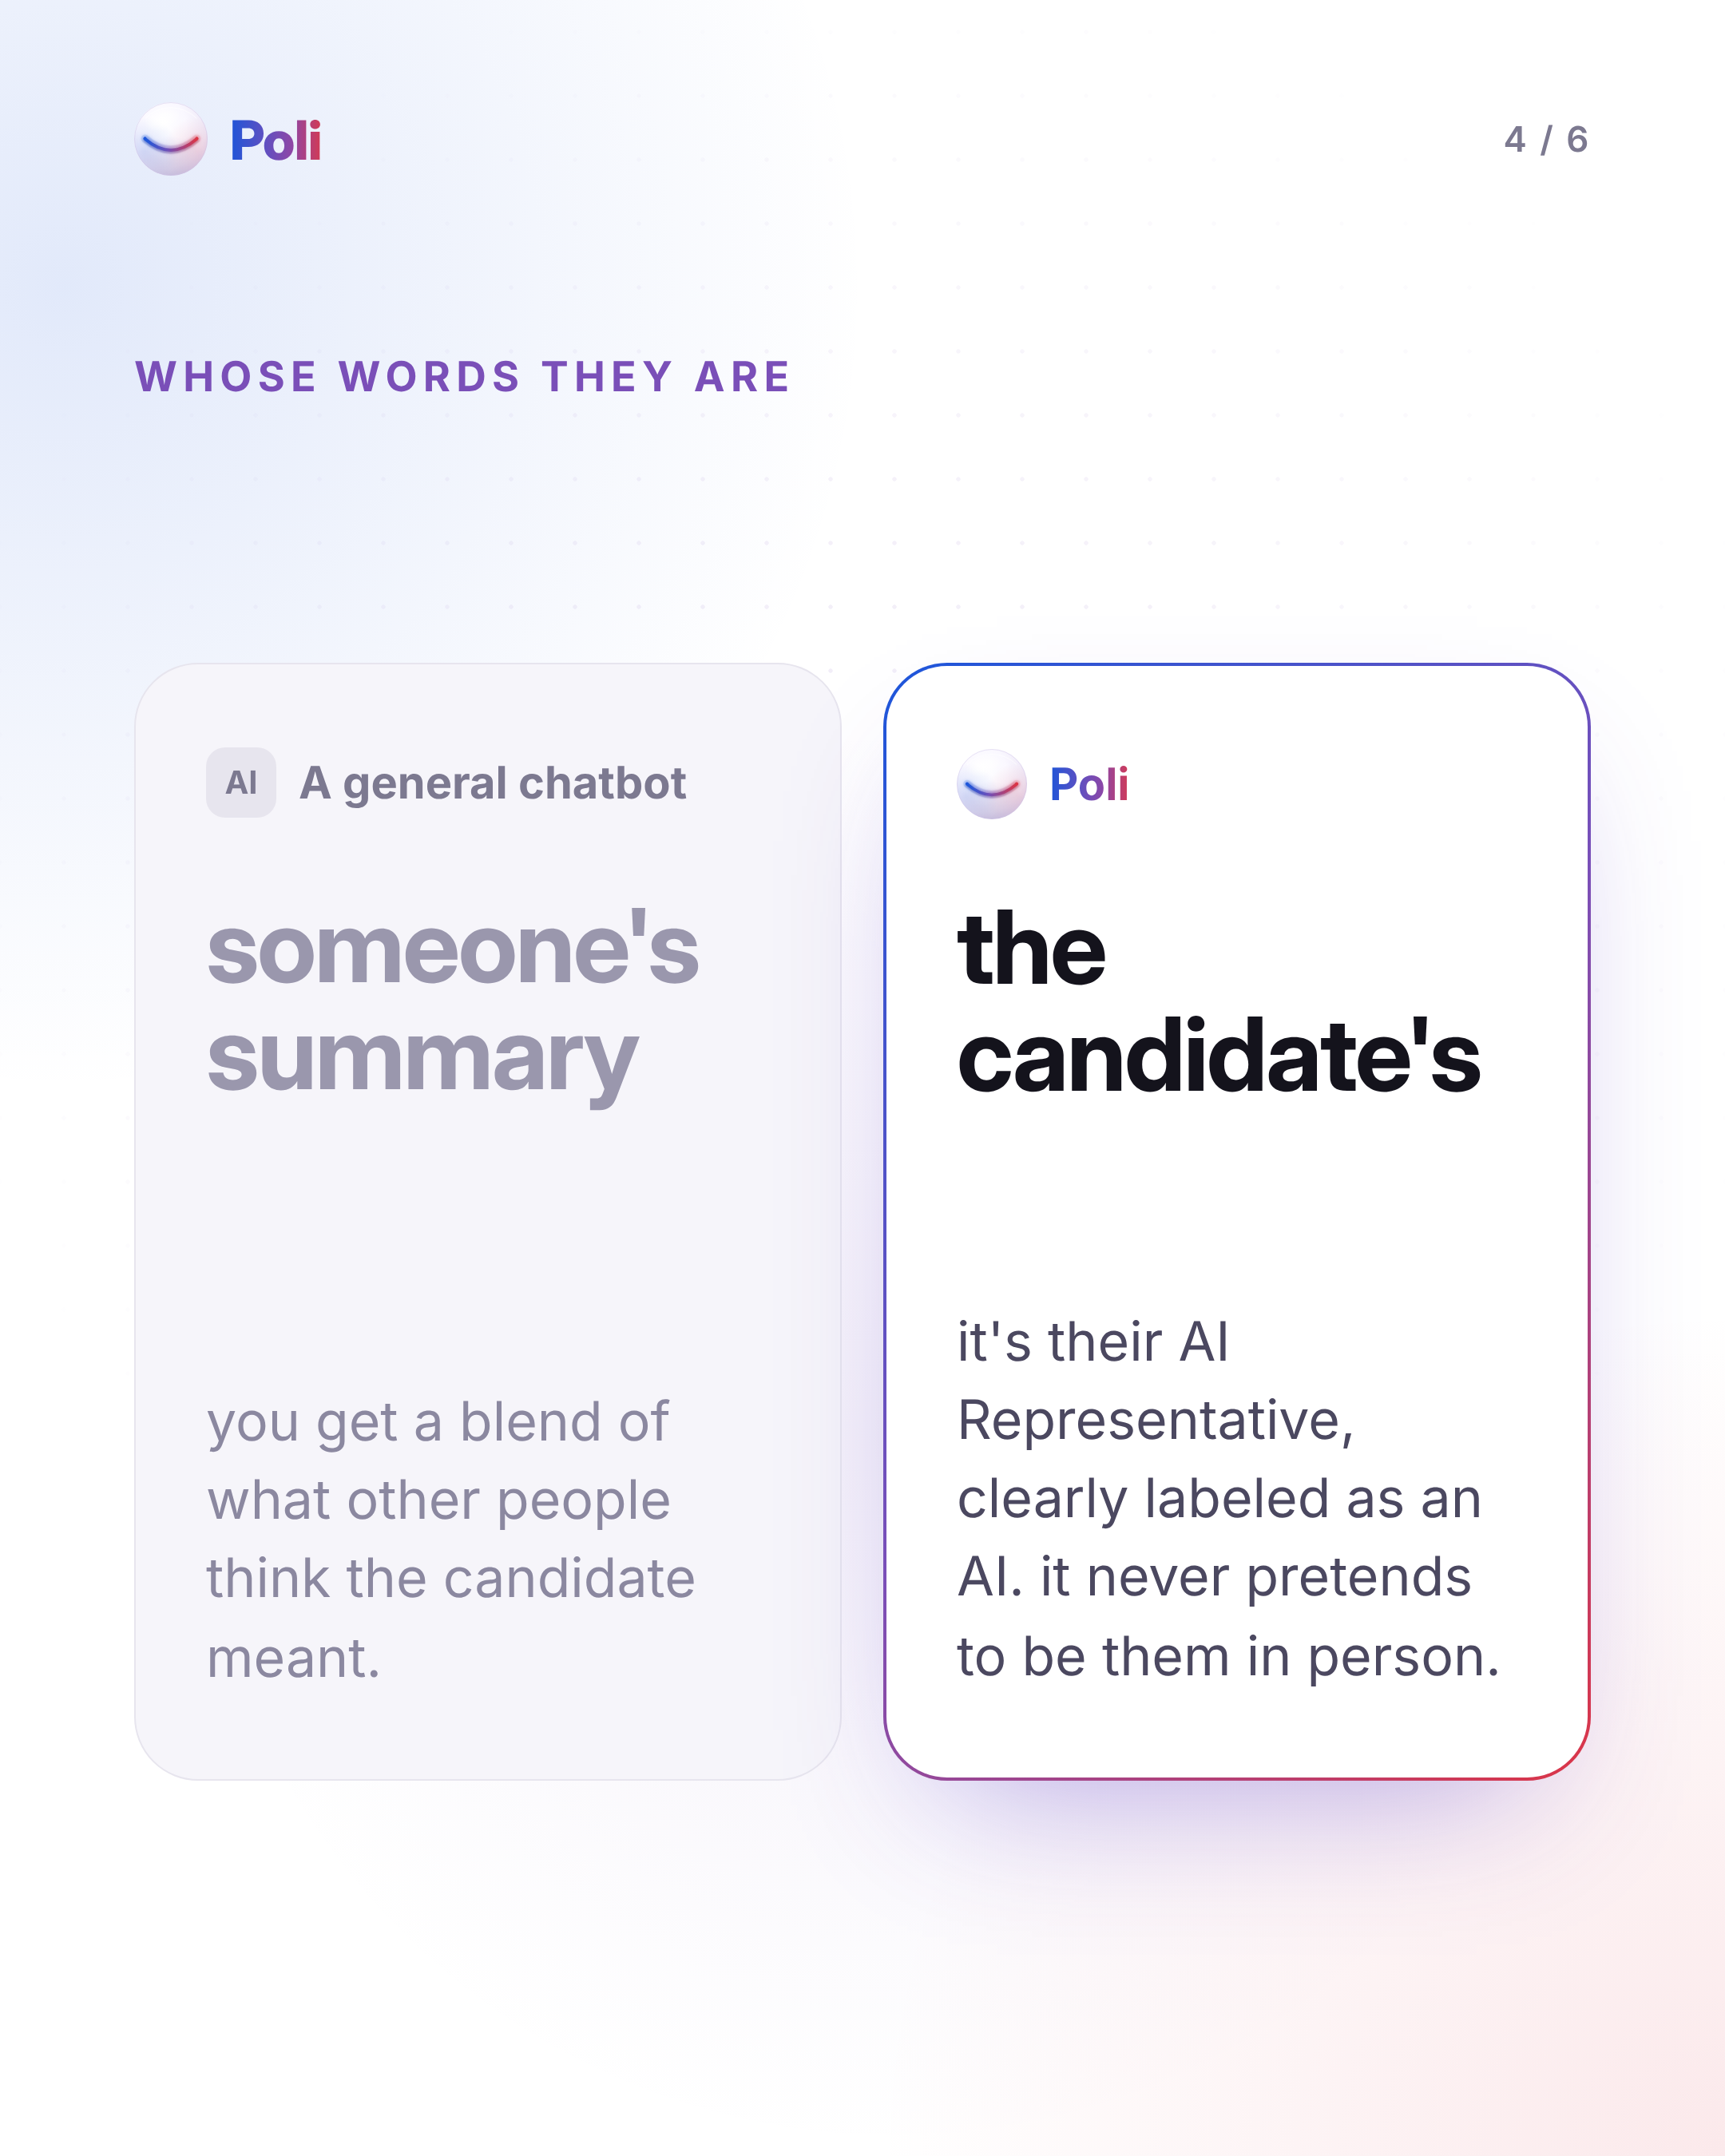 Poli
4 / 6
WHOSE WORDS THEY ARE
AI A general chatbot
someone's
summary
you get a blend of
what other people
think the candidate
meant.
Poli
the
candidate's
it's their AI
Representative,
clearly labeled as an
AI. it never pretends
to be them in person.